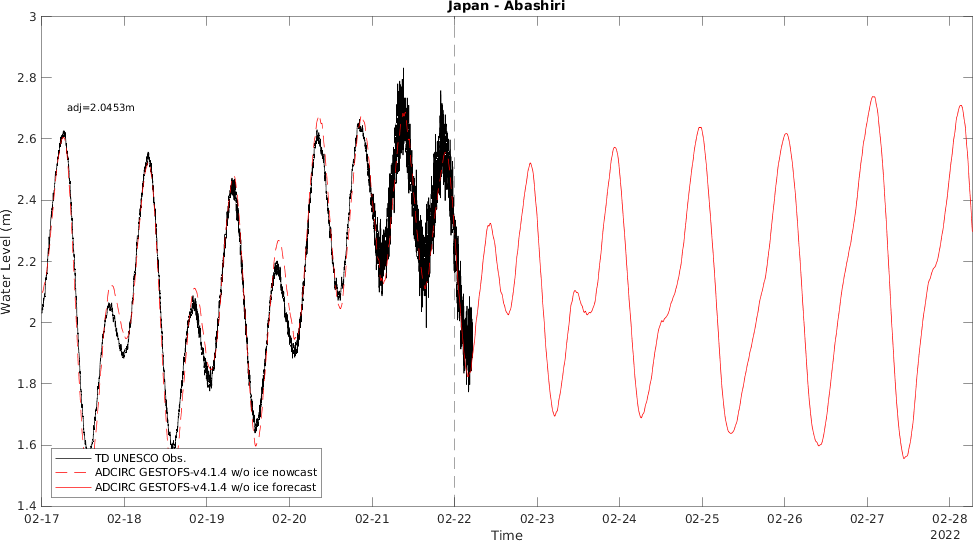 Japan - Abashiri
3
2.8
2.6
2.4
2.2
2
1.8
1.6
1.4
Water Level (m)
adj=2.0453m
TD UNESCO Obs.
ADCIRC GESTOFS-v4.1.4 w/o ice nowcast
ADCIRC GESTOFS-v4.1.4 w/o ice forecast
02-17 02-18 02-19 02-20 02-21 02-22 02-23 02-24 02-25 02-26 02-27 02-28
Time
2022